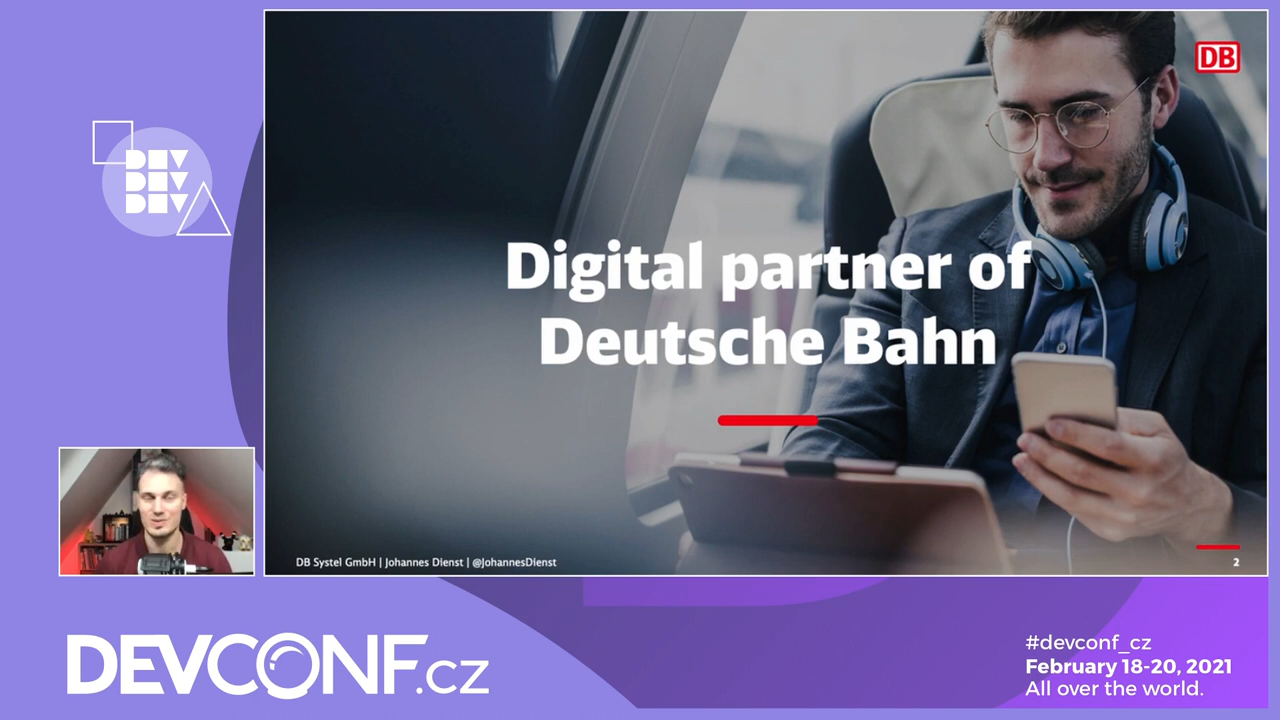 DEV
DEV
DEV
DB
Digital partner of
Deutsche Bahn
DB Systel GmbH | Johannes Dienst | @JohannesDienst
2
DEVCONF.cz
#devconf_cz
February 18-20, 2021
All over the world.